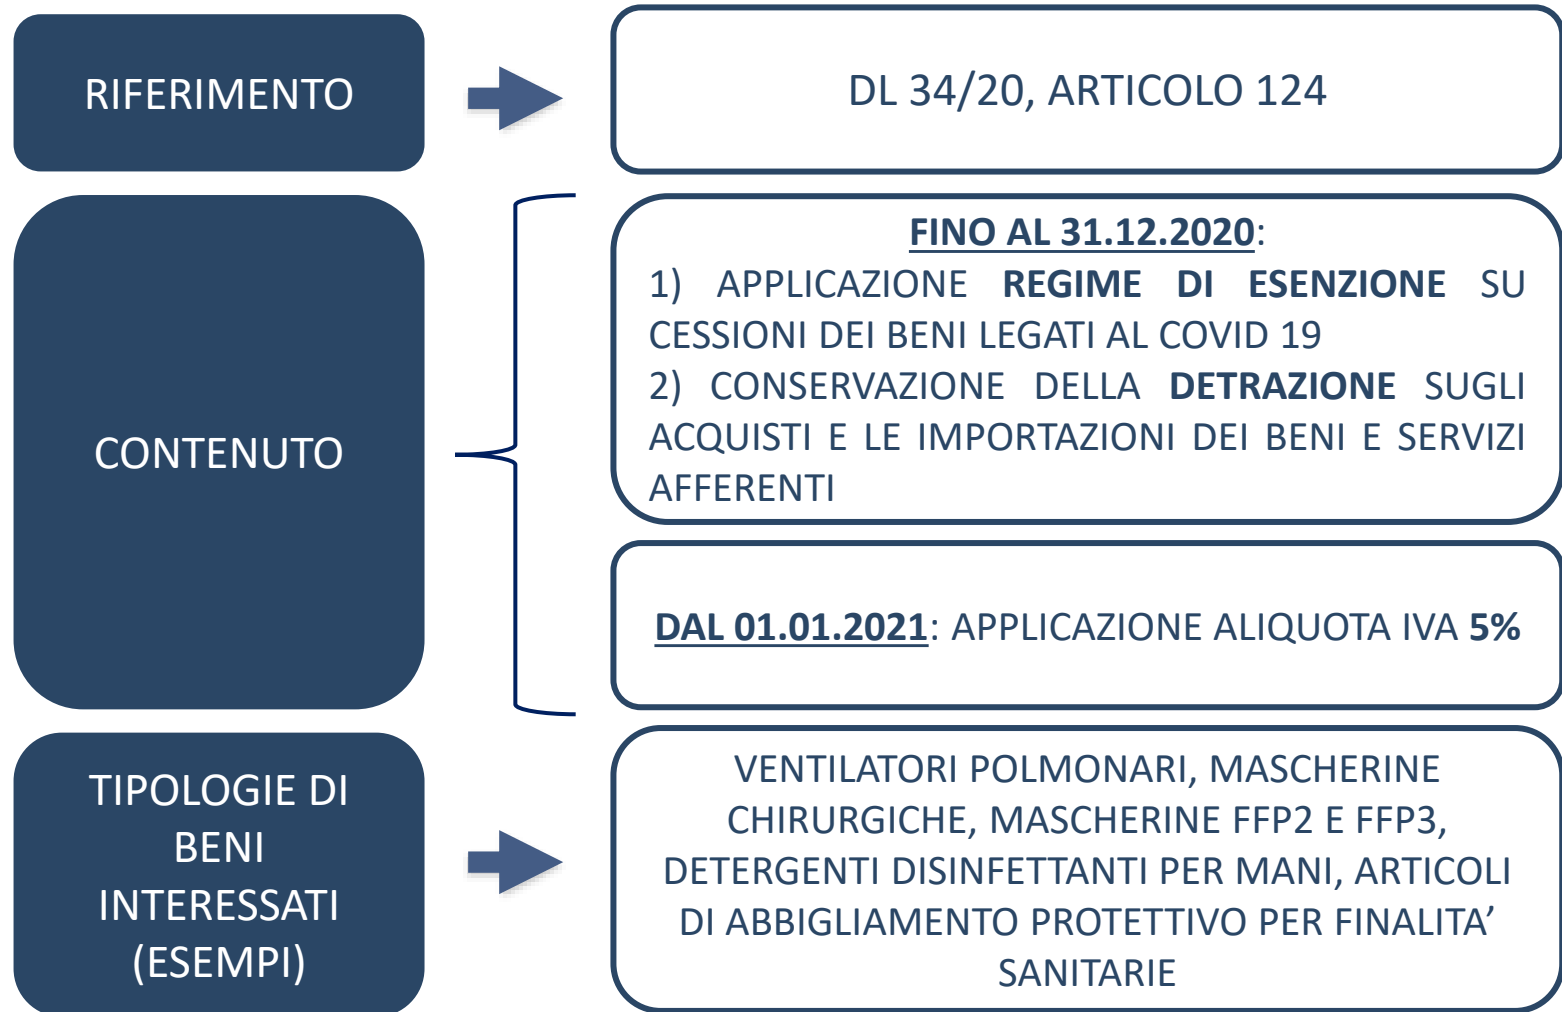 RIFERIMENTO
DL 34/20, ARTICOLO 124
CONTENUTO
FINO AL 31.12.2020:
1) APPLICAZIONE REGIME DI ESENZIONE SU
CESSIONI DEI BENI LEGATI AL COVID 19
2) CONSERVAZIONE DELLA DETRAZIONE SUGLI
ACQUISTI E LE IMPORTAZIONI DEI BENI E SERVIZI
AFFERENTI
DAL 01.01.2021: APPLICAZIONE ALIQUOTA IVA 5%
TIPOLOGIE DI
BENI
INTERESSATI
(ESEMPI)
VENTILATORI POLMONARI, MASCHERINE
CHIRURGICHE, MASCHERINE FFP2 E FFP3,
DETERGENTI DISINFETTANTI PER MANI, ARTICOLI
DI ABBIGLIAMENTO PROTETTIVO PER FINALITA’
SANITARIE